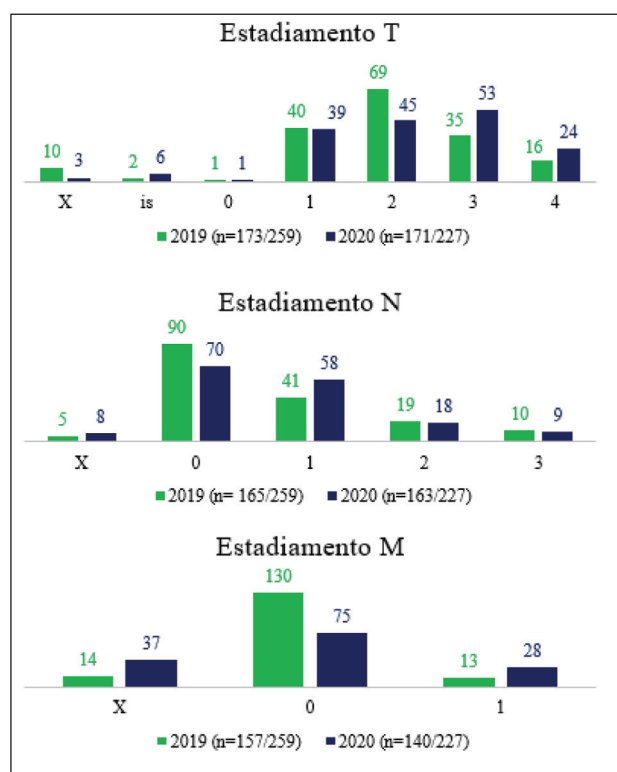 Estadiamento T
10 3 2 6 1 1 40 39 69 45 35 53 16 24
X is 0 1 2 3 4
2019 (n=173/259) 2020 (n=171/227)
Estadiamento N
5 8 90 70 41 58 19 18 10 9
X 0 1 2 3
2019 (n= 165/259) 2020 (n=163/227)
Estadiamento M
14 37 130 75 13 28
X 0 1
2019 (n=157/259) 2020 (n=140/227)